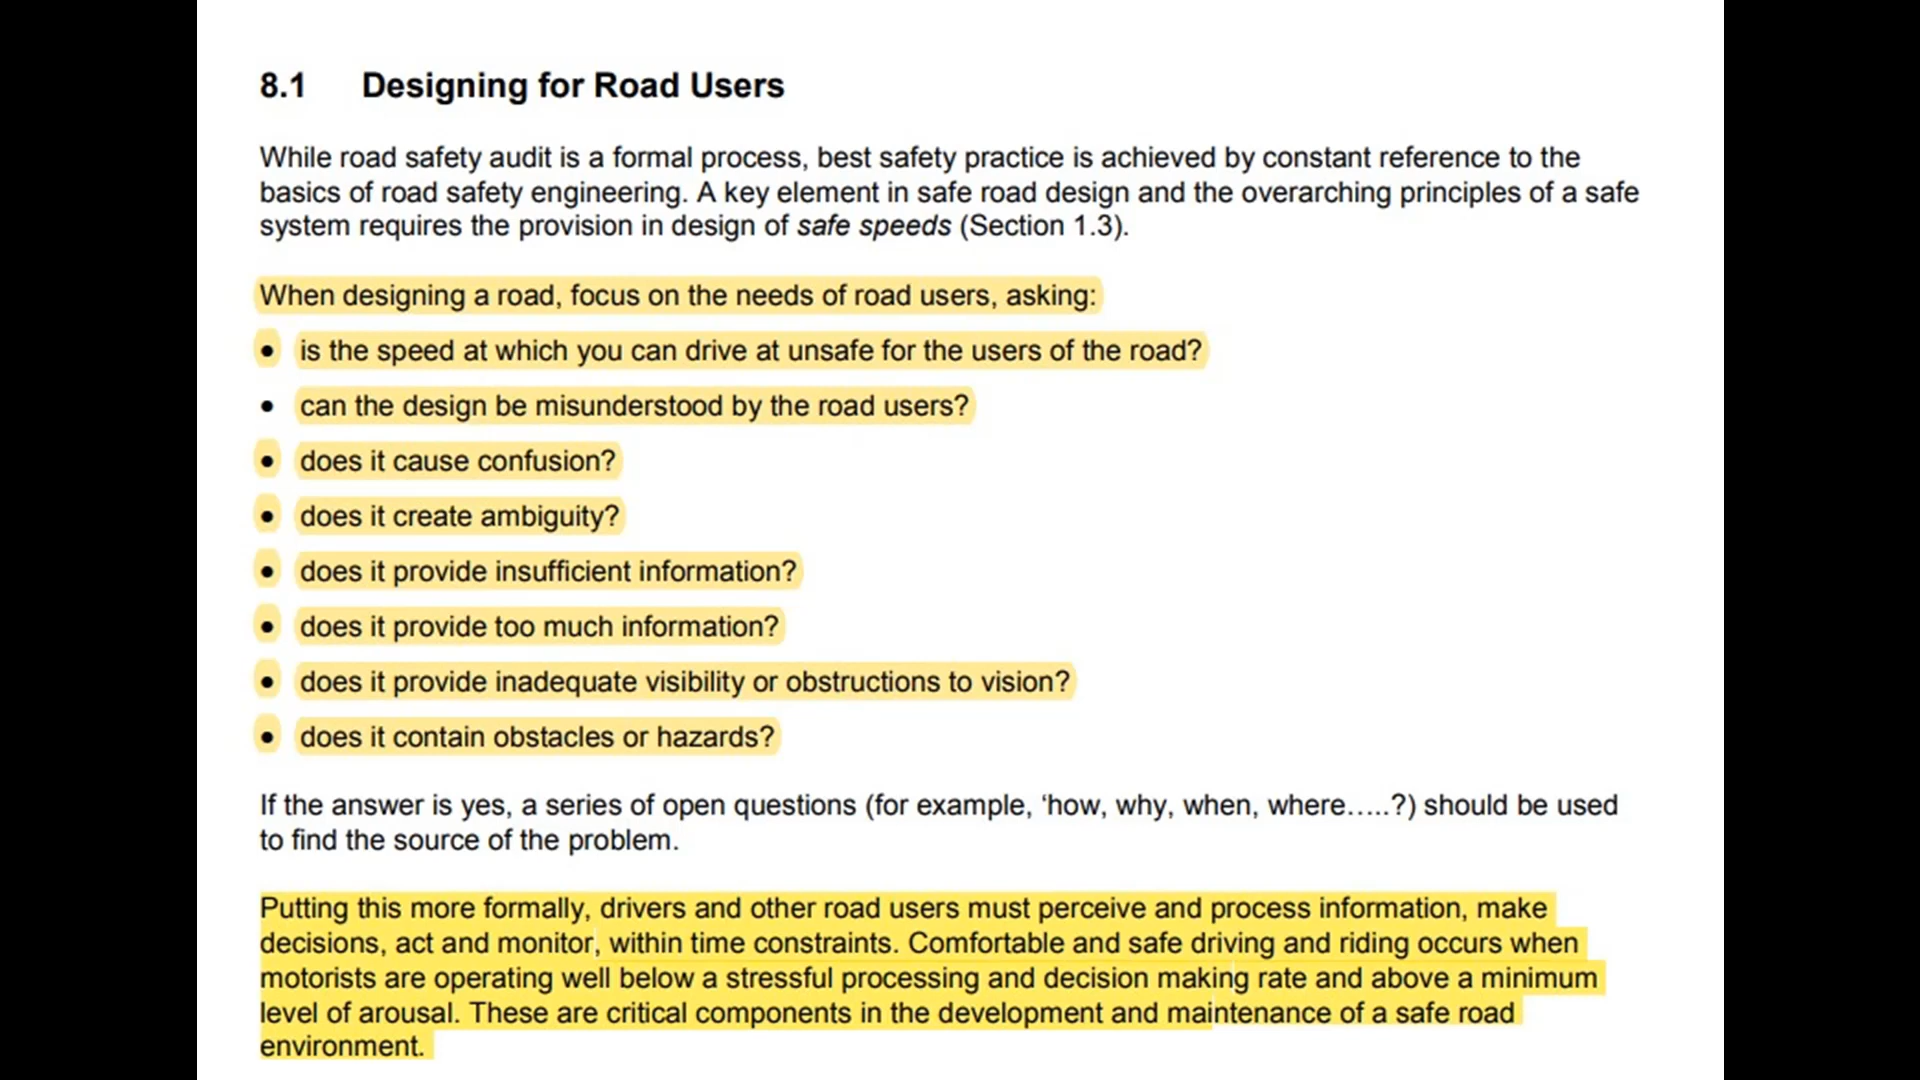 8.1 Designing for Road Users
While road safety audit is a formal process, best safety practice is achieved by constant reference to the
basics of road safety engineering. A key element in safe road design and the overarching principles of a safe
system requires the provision in design of safe speeds (Section 1.3).
When designing a road, focus on the needs of road users, asking:
• is the speed at which you can drive at unsafe for the users of the road?
• can the design be misunderstood by the road users?
• does it cause confusion?
• does it create ambiguity?
• does it provide insufficient information?
• does it provide too much information?
• does it provide inadequate visibility or obstructions to vision?
• does it contain obstacles or hazards?
If the answer is yes, a series of open questions (for example, ‘how, why, when, where…..?) should be used
to find the source of the problem.
Putting this more formally, drivers and other road users must perceive and process information, make
decisions, act and monitor, within time constraints. Comfortable and safe driving and riding occurs when
motorists are operating well below a stressful processing and decision making rate and above a minimum
level of arousal. These are critical components in the development and maintenance of a safe road
environment.